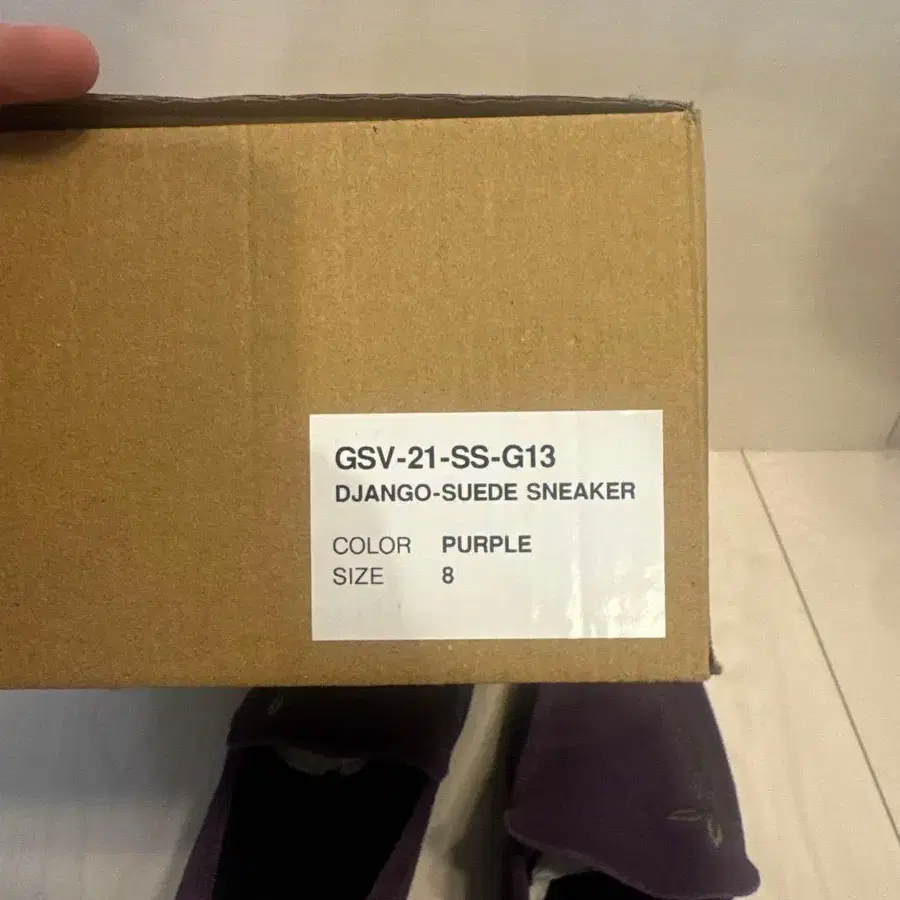 GSV-21-SS-G13
DJANGO-SUEDE SNEAKER
COLOR PURPLE
SIZE 8